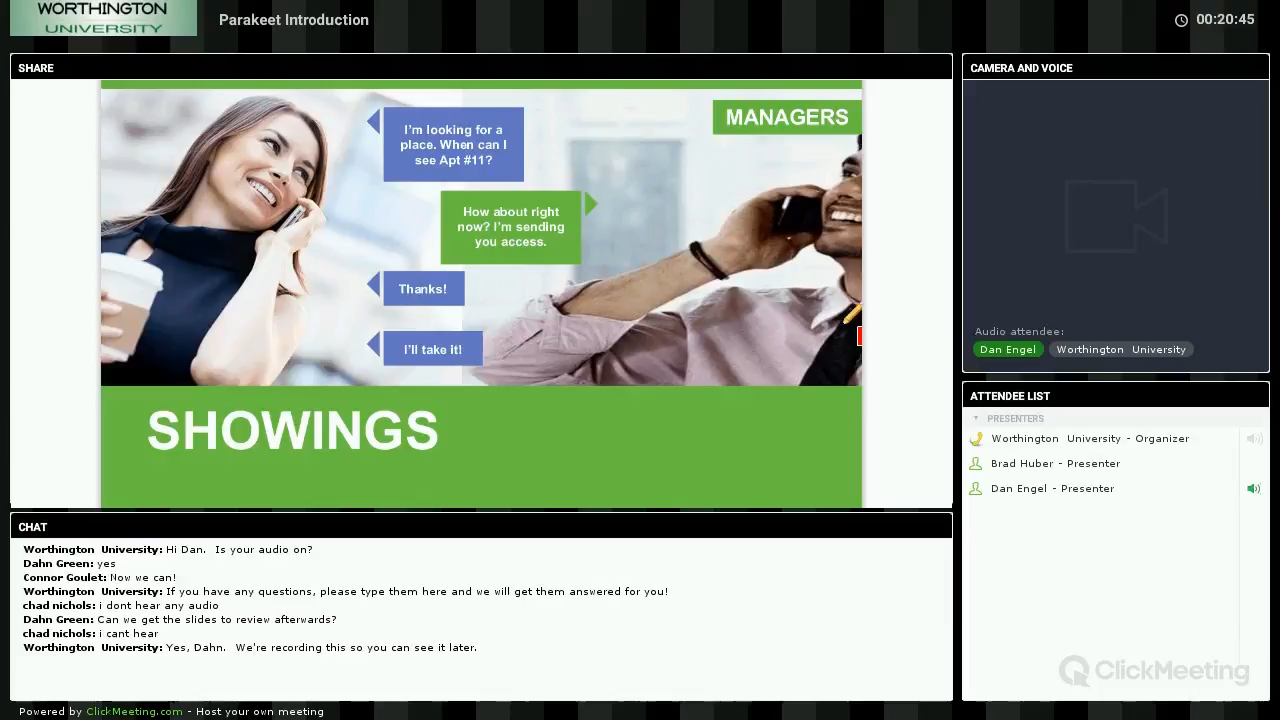 WORTHINGTON
UNIVERSITY
Parakeet Introduction
00:20:45
SHARE
MANAGERS
I'm looking for a
place. When can I
see Apt #11?
How about right
now? I'm sending
you access.
Thanks!
I'll take it!
SHOWINGS
CAMERA AND VOICE
Audio attendee:
Dan Engel
Worthington University
ATTENDEE LIST
PRESENTERS
Worthington University - Organizer
Brad Huber - Presenter
Dan Engel - Presenter
CHAT
Worthington University: Hi Dan. Is your audio on?
Dahn Green: yes
Connor Goulet: Now we can!
Worthington University: If you have any questions, please type them here and we will get them answered for you!
chad nichols: i dont hear any audio
Dahn Green: Can we get the slides to review afterwards?
chad nichols: i cant hear
Worthington University: Yes, Dahn. We're recording this so you can see it later.
ClickMeeting
Powered by ClickMeeting.com - Host your own meeting